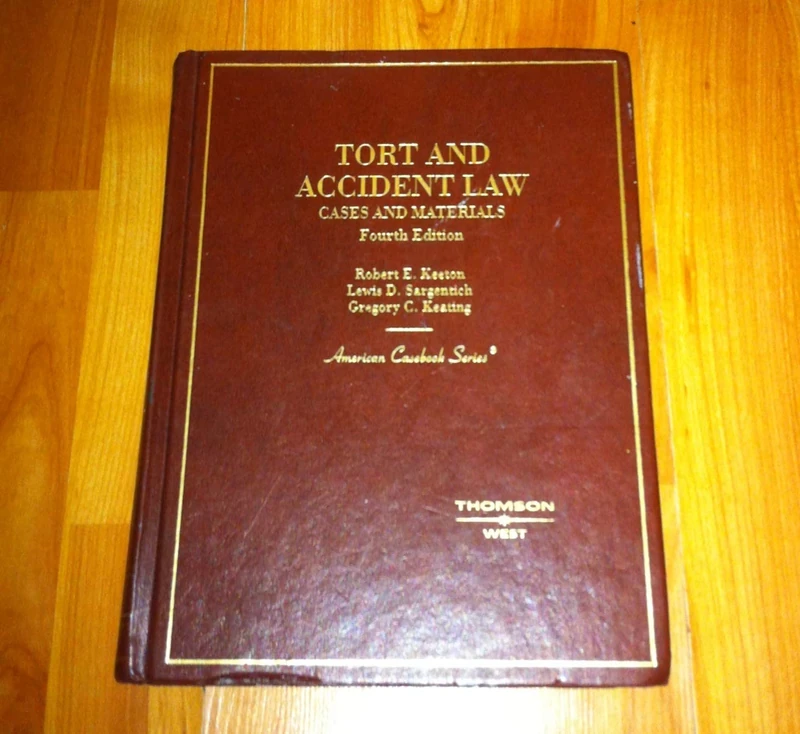 TORT AND
ACCIDENT LAW
CASES AND MATERIALS
Fourth Edition
Robert E. Keeton
Lewis D. Sargentich
Gregory C. Keating
American Casebook Series®
THOMSON
WEST